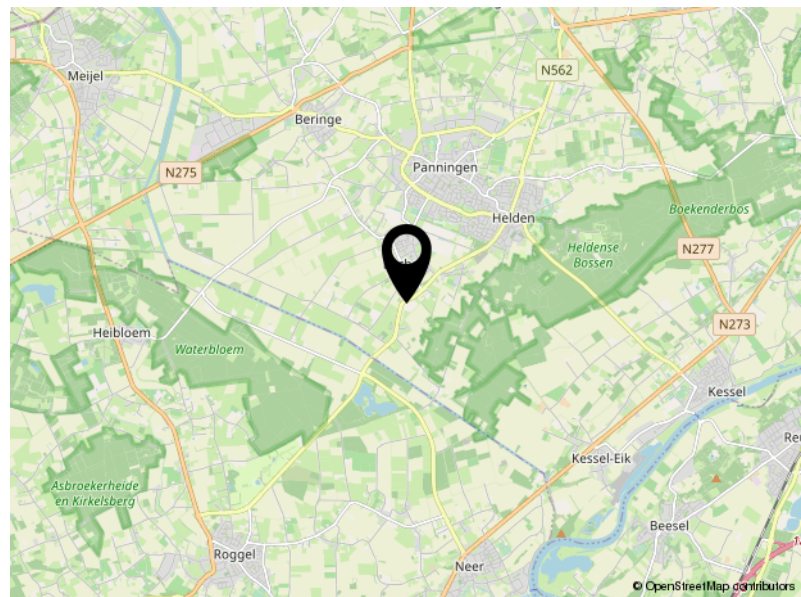 N562
Meijel
Beringe
Panningen
N275
Boekenderbos
Helden
Heldense
Bossen
N277
N273
Heibloem
Waterbloem
Kessel
Kessel-Eik
Asbroekerheide
en Kirkelsberg
Beesel
Roggel
Neer
© OpenStreetMap contributors